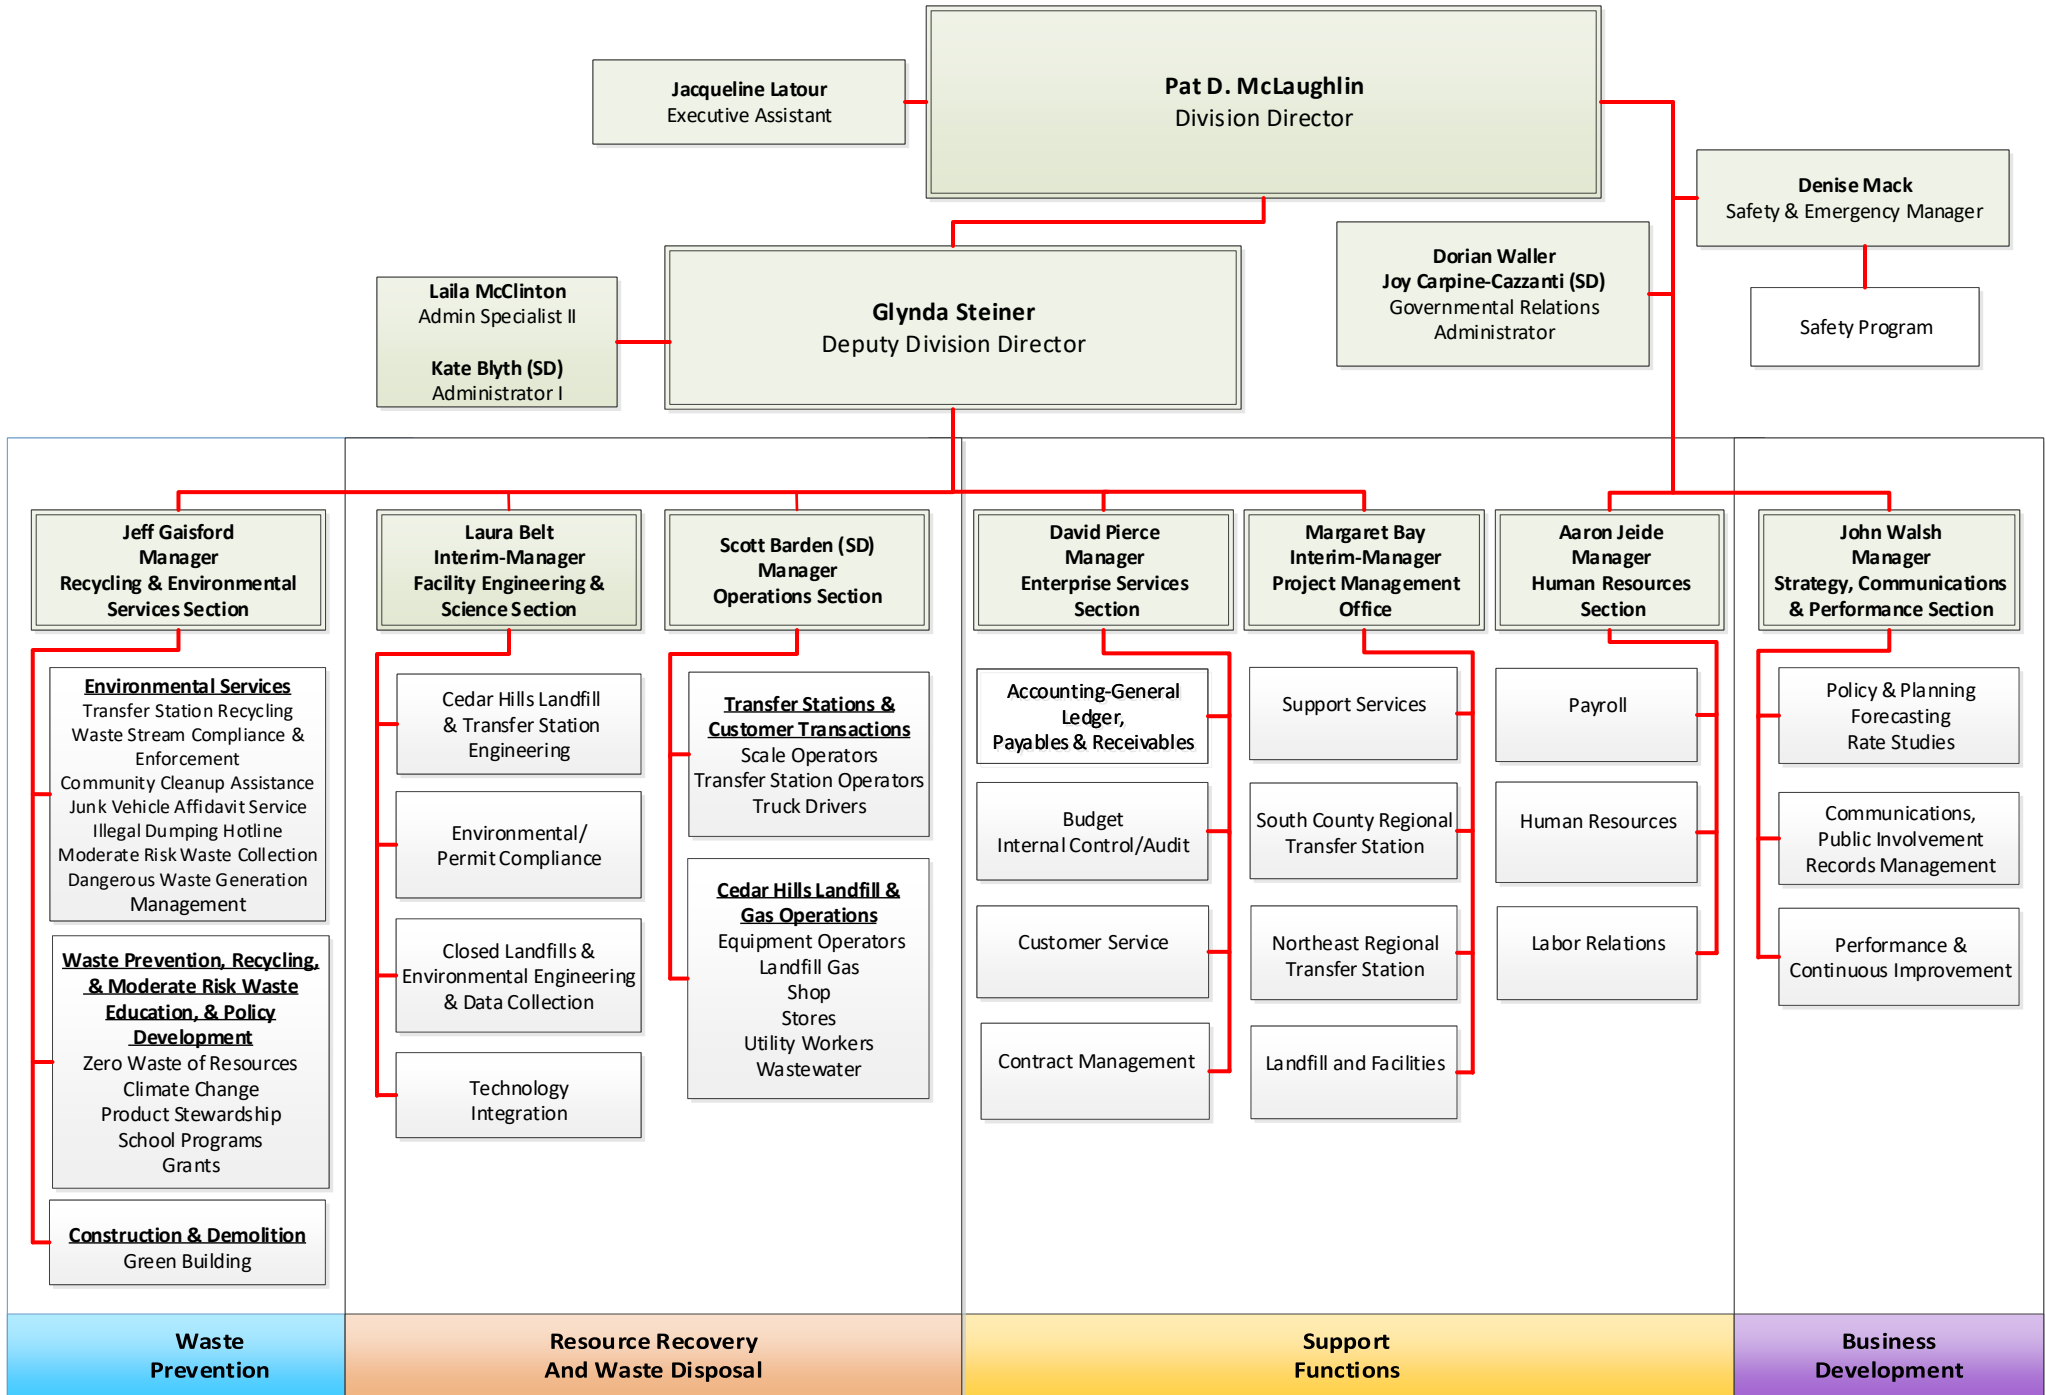 Pat D. McLaughlin
Division Director
Jacqueline Latour
Executive Assistant
Denise Mack
Safety & Emergency Manager
Safety Program
Dorian Waller
Joy Carpine-Cazzanti (SD)
Governmental Relations
Administrator
Glynda Steiner
Deputy Division Director
Laila McClinton
Admin Specialist II
Kate Blyth (SD)
Administrator I
Jeff Gaisford
Manager
Recycling & Environmental
Services Section
Environmental Services
Transfer Station Recycling
Waste Stream Compliance &
Enforcement
Community Cleanup Assistance
Junk Vehicle Affidavit Service
Illegal Dumping Hotline
Moderate Risk Waste Collection
Dangerous Waste Generation
Management
Waste Prevention, Recycling,
& Moderate Risk Waste
Education, & Policy
Development
Zero Waste of Resources
Climate Change
Product Stewardship
School Programs
Grants
Construction & Demolition
Green Building
Laura Belt
Interim-Manager
Facility Engineering &
Science Section
Cedar Hills Landfill
& Transfer Station
Engineering
Environmental/
Permit Compliance
Closed Landfills &
Environmental Engineering
& Data Collection
Technology
Integration
Scott Barden (SD)
Manager
Operations Section
Transfer Stations &
Customer Transactions
Scale Operators
Transfer Station Operators
Truck Drivers
Cedar Hills Landfill &
Gas Operations
Equipment Operators
Landfill Gas
Shop
Stores
Utility Workers
Wastewater
David Pierce
Manager
Enterprise Services
Section
Accounting-General
Ledger,
Payables & Receivables
Budget
Internal Control/Audit
Customer Service
Contract Management
Margaret Bay
Interim-Manager
Project Management
Office
Support Services
South County Regional
Transfer Station
Northeast Regional
Transfer Station
Landfill and Facilities
Aaron Jeide
Manager
Human Resources
Section
Payroll
Human Resources
Labor Relations
John Walsh
Manager
Strategy, Communications
& Performance Section
Policy & Planning
Forecasting
Rate Studies
Communications,
Public Involvement
Records Management
Performance &
Continuous Improvement
Waste
Prevention
Resource Recovery
And Waste Disposal
Support
Functions
Business
Development